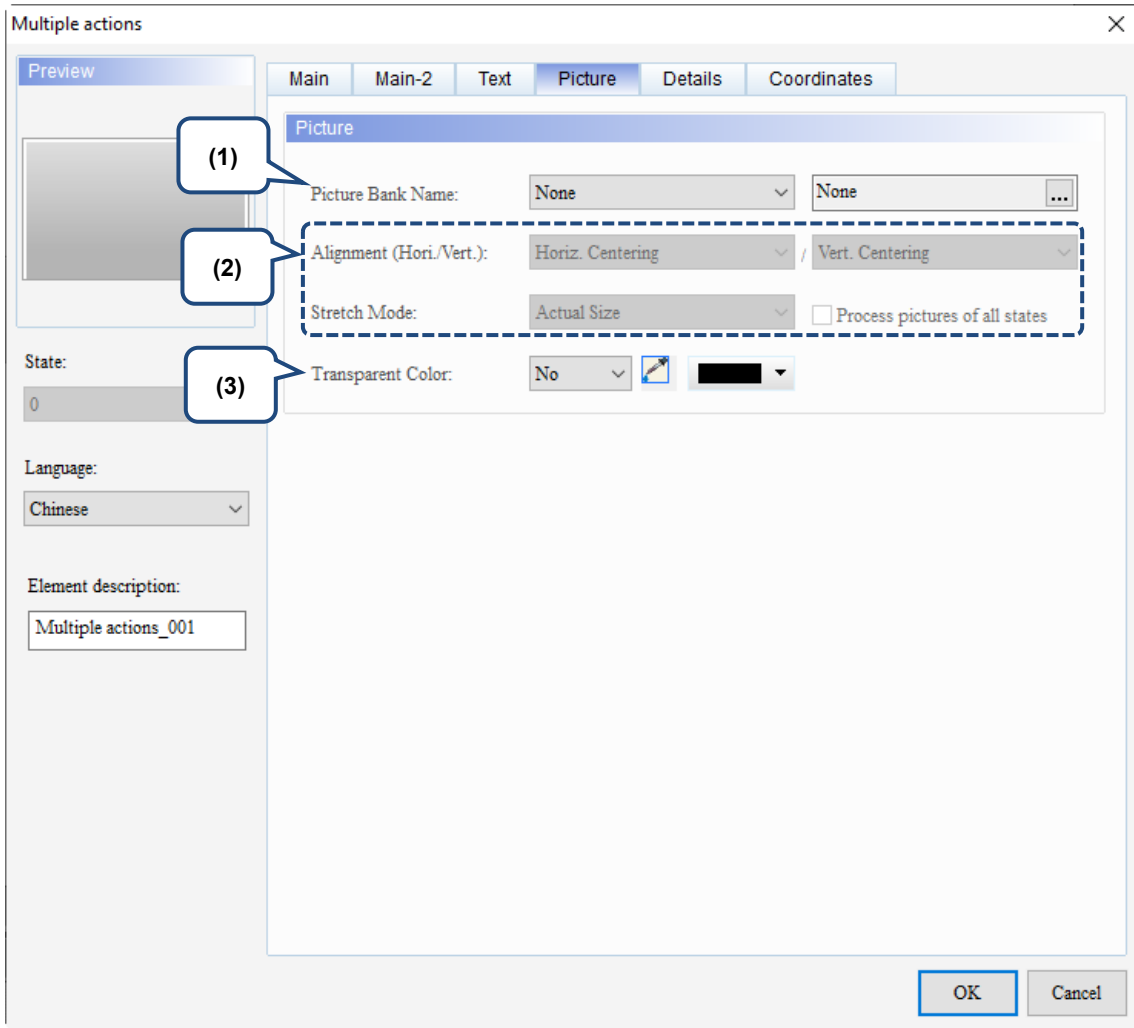 Multiple actions
Preview
Main Main-2 Text Picture Details Coordinates
Picture
(1)
Picture Bank Name: None None ...
(2)
Alignment (Hori./Vert.): Horiz. Centering / Vert. Centering
Stretch Mode: Actual Size Process pictures of all states
State:
(3)
Transparent Color: No
0
Language:
Chinese
Element description:
Multiple actions_001
OK Cancel